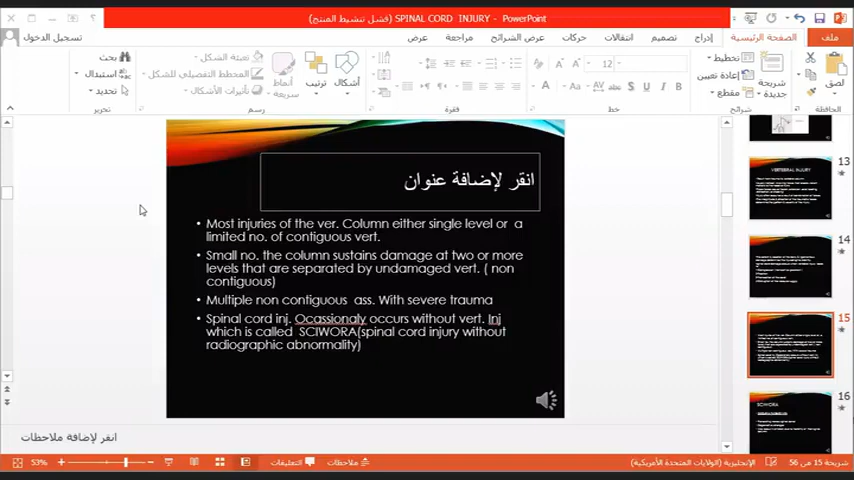 SPINAL CORD INJURY - PowerPoint (فشل تنشيط المنتج)
ملف
الصفحة الرئيسية
إدراج
تصميم
انتقالات
حركات
عرض الشرائح
مراجعة
عرض
تسجيل الدخول
لصق
الحافظة
شريحة جديدة
تخطيط
إعادة تعيين
مقطع
شرائح
12
خط
فقرة
أشكال
ترتيب
أنماط سريعة
تعبئة الشكل
المخطط التفصيلي للشكل
تأثيرات الأشكال
رسم
بحث
استبدال
تحديد
تحرير
انقر لإضافة عنوان
• Most injuries of the ver. Column either single level or a
limited no. of contiguous vert.
• Small no. the column sustains damage at two or more
levels that are separated by undamaged vert. ( non
contiguous)
• Multiple non contiguous ass. With severe trauma
• Spinal cord inj. Ocassionaly occurs without vert. Inj
which is called SCIWORA(spinal cord injury without
radiographic abnormality)
13
VERTEBRAL INJURY
14
15
16
SCIWORA
انقر لإضافة ملاحظات
شريحة 15 من 56
الإنجليزية (الولايات المتحدة الأمريكية)
ملاحظات
التعليقات
53%